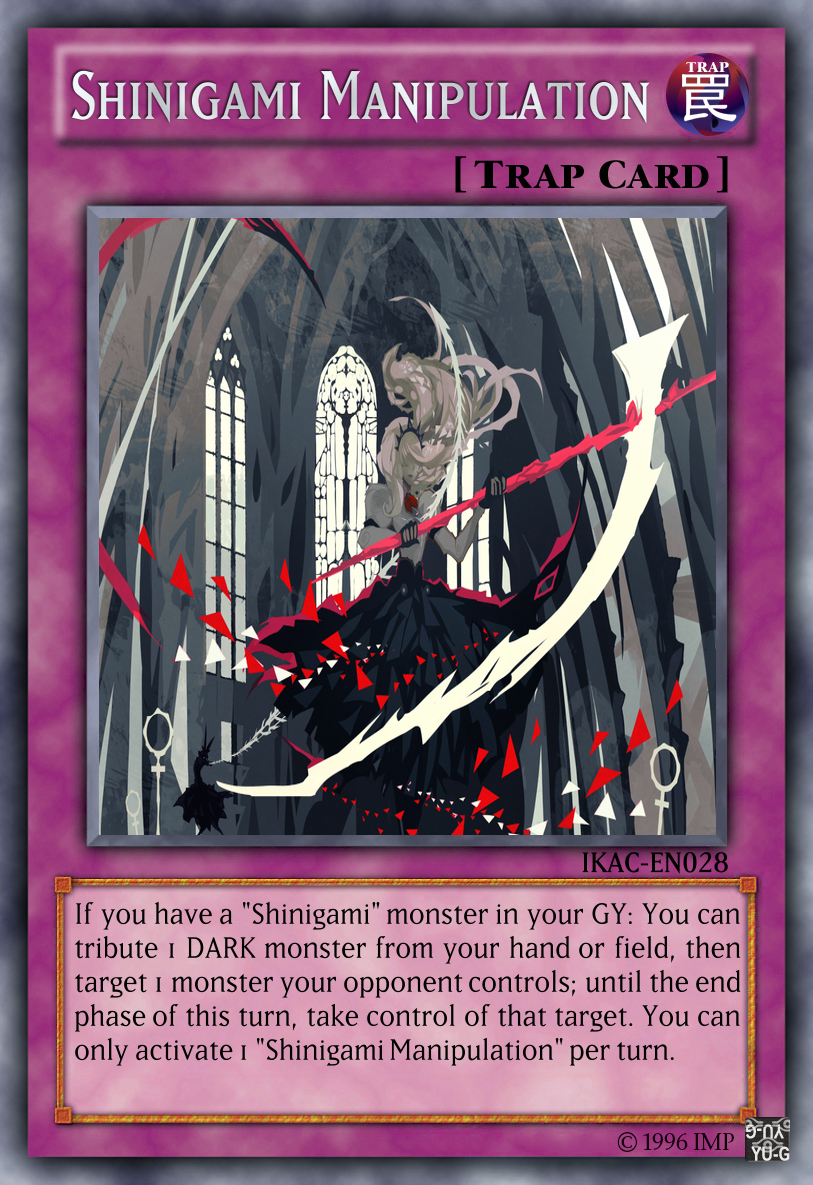 Shinigami Manipulation
TRAP
罠
[Trap Card]
IKAC-EN028
If you have a "Shinigami" monster in your GY: You can
tribute 1 DARK monster from your hand or field, then
target 1 monster your opponent controls; until the end
phase of this turn, take control of that target. You can
only activate 1 "Shinigami Manipulation" per turn.
© 1996 IMP
YU-G
YU-G